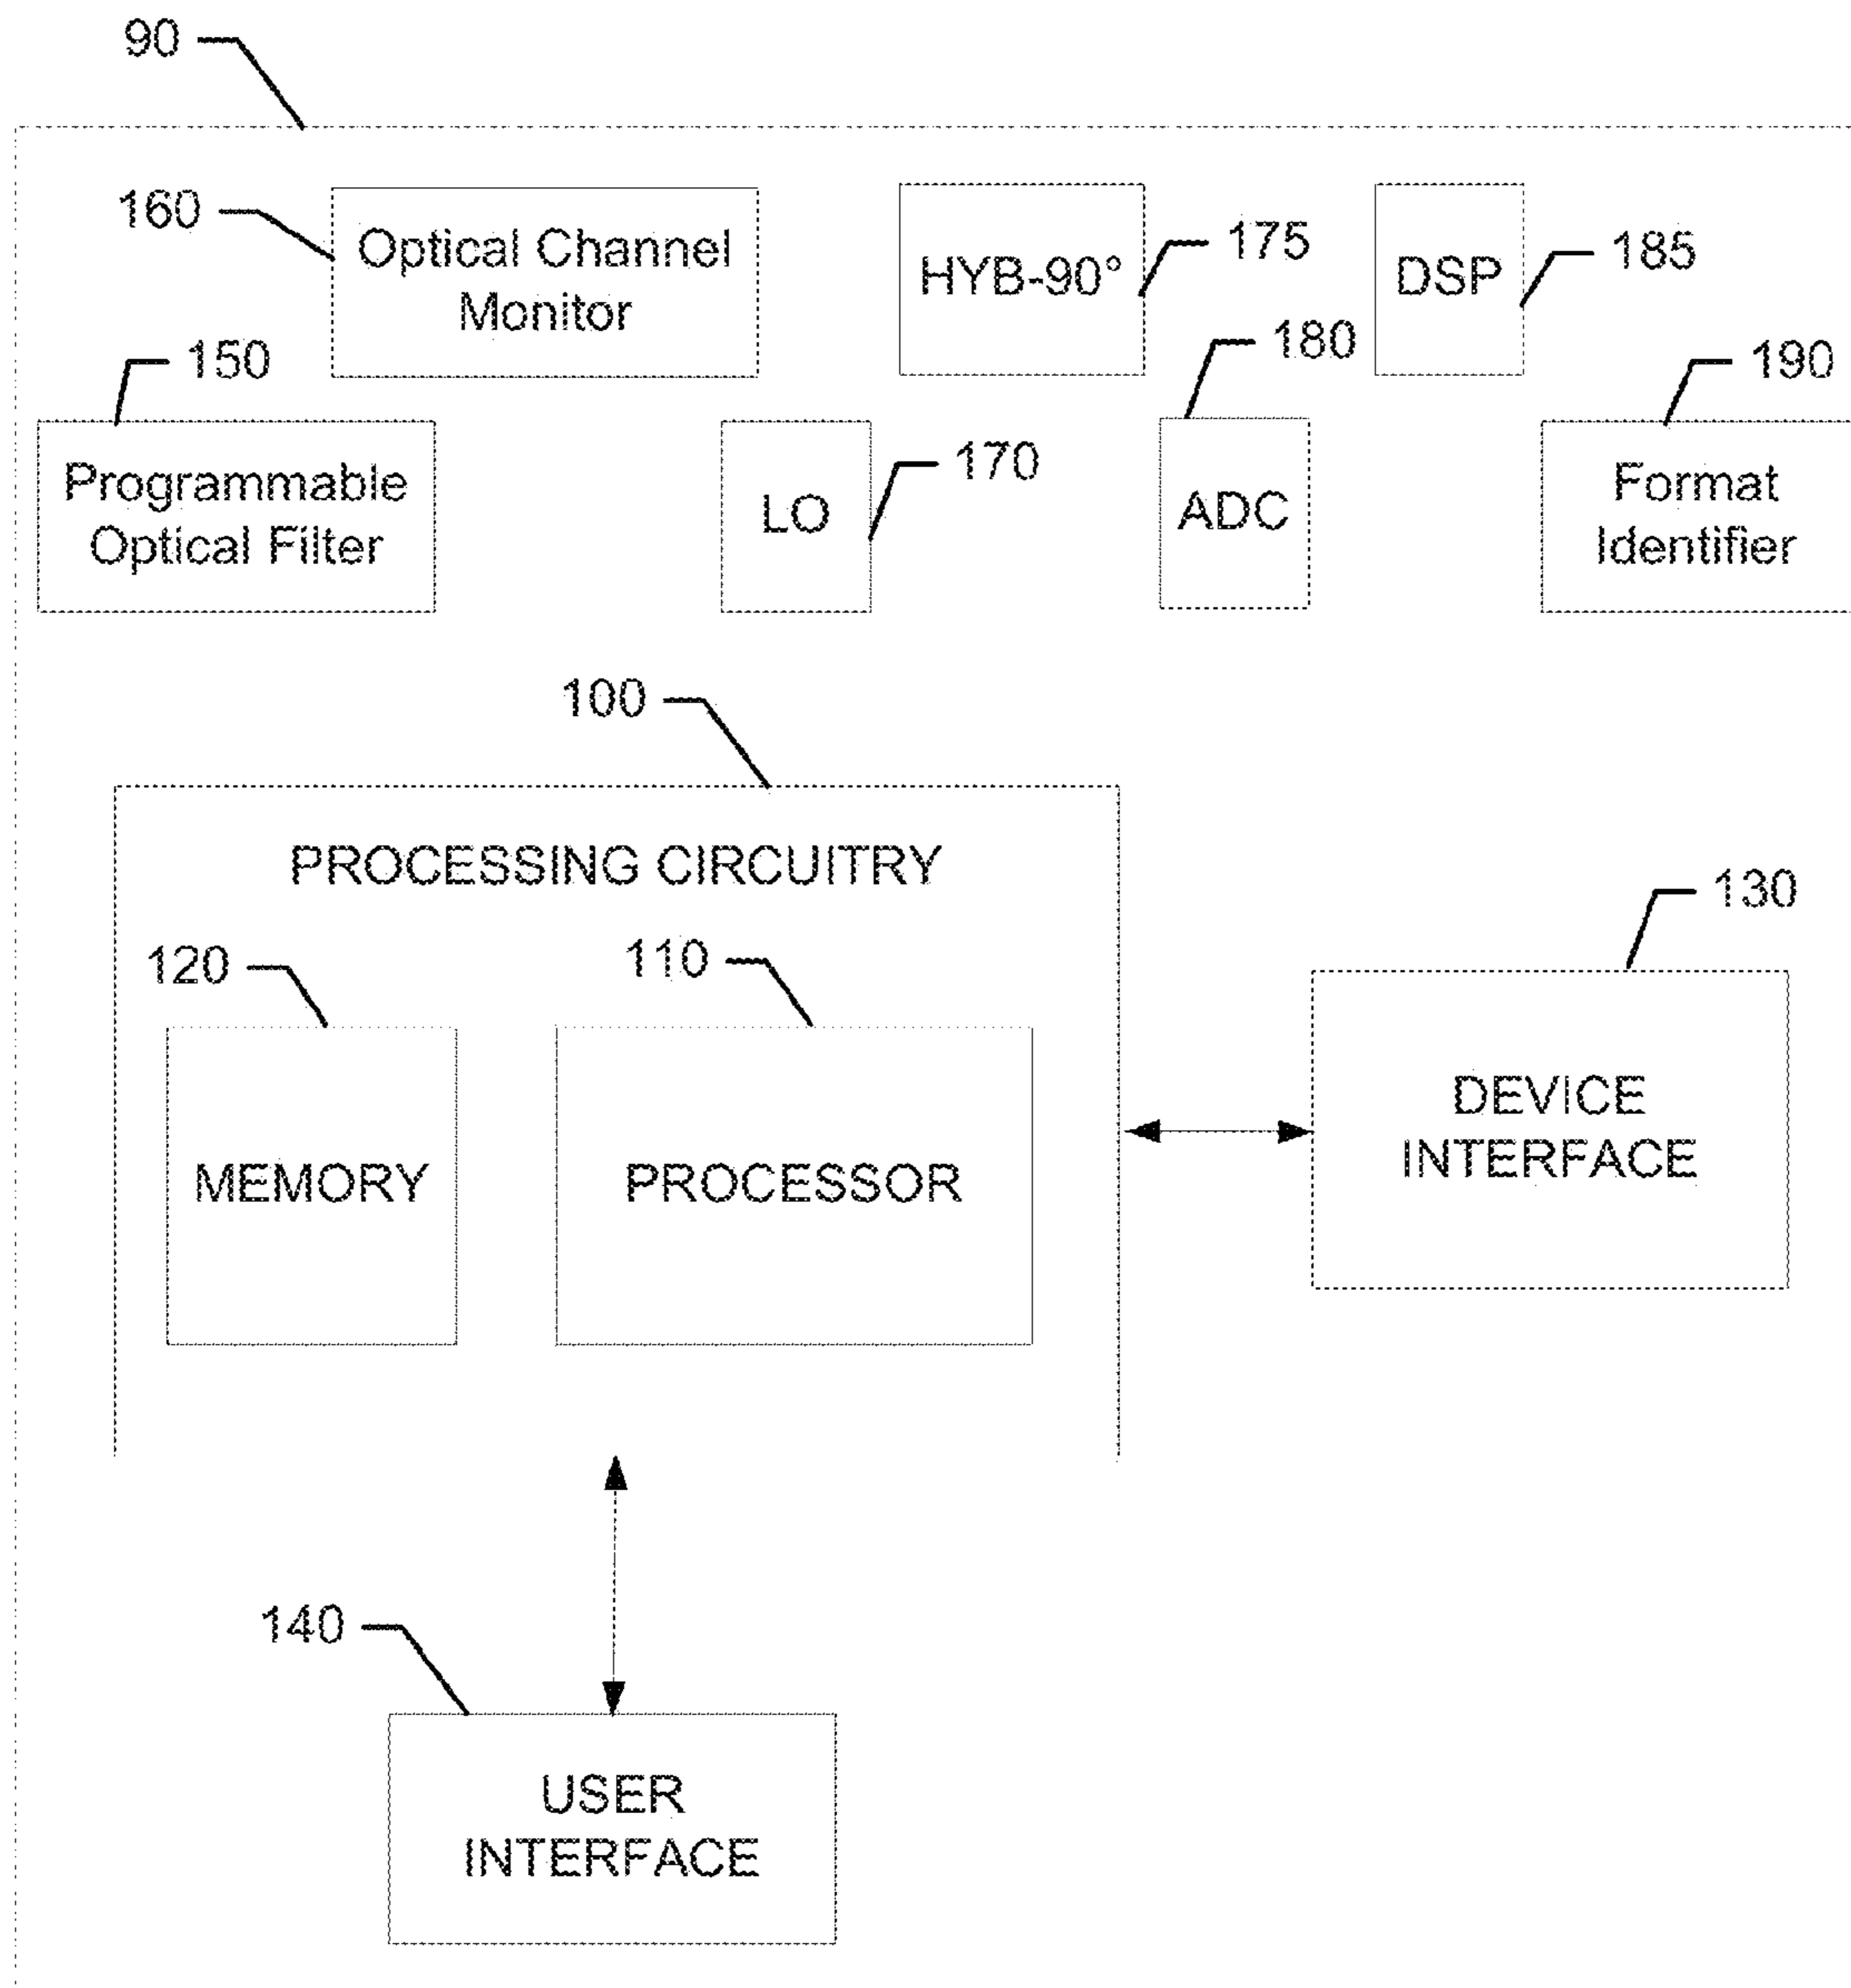 90
160
Optical Channel
Monitor
HYB-90°
175
DSP
185
150
180
190
Programmable
Optical Filter
LO
170
ADC
Format
Identifier
100
PROCESSING CIRCUITRY
130
120
110
MEMORY
PROCESSOR
DEVICE
INTERFACE
140
USER
INTERFACE